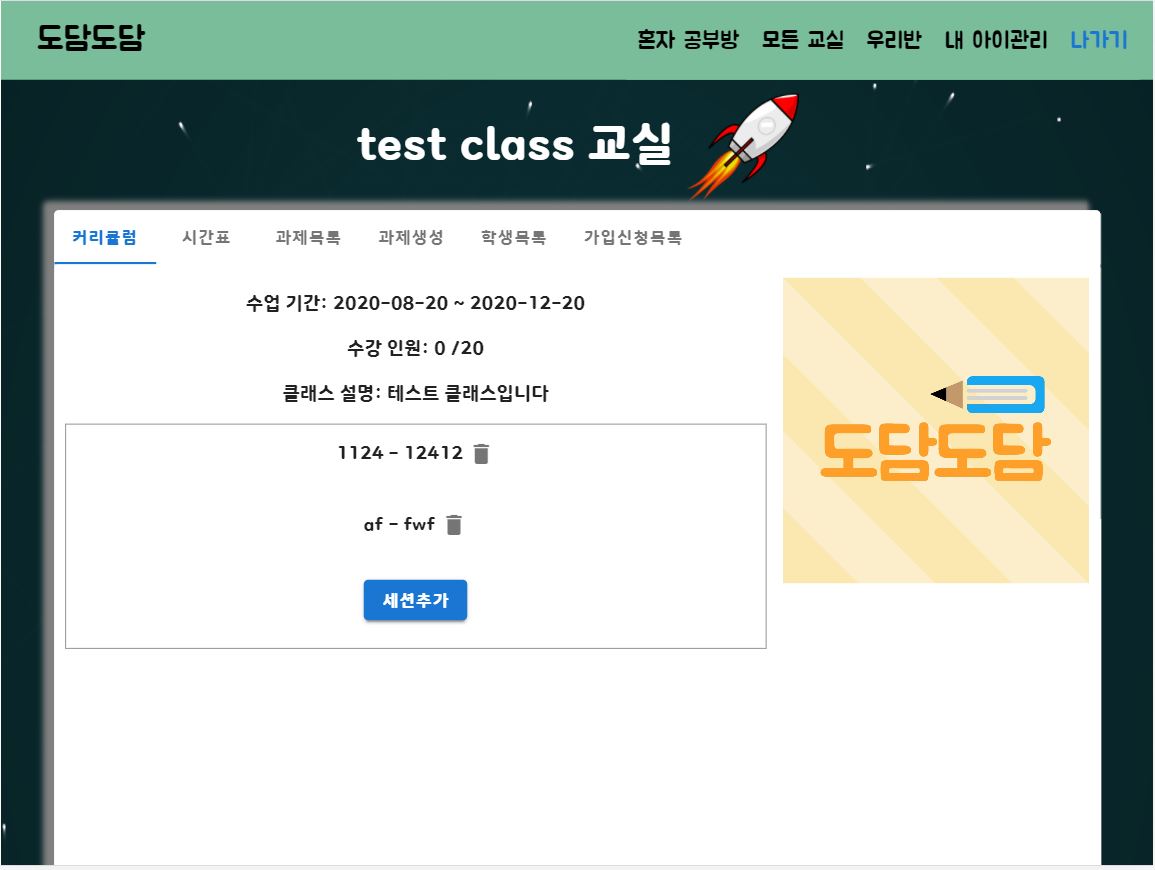 도담도담
혼자 공부방 모든 교실 우리반 내 아이관리 나가기
test class 교실
커리큘럼 시간표 과제목록 과제생성 학생목록 가입신청목록
수업 기간: 2020-08-20 ~ 2020-12-20
수강 인원: 0 /20
클래스 설명: 테스트 클래스입니다
1124 - 12412
af - fwf
세션추가
도담도담